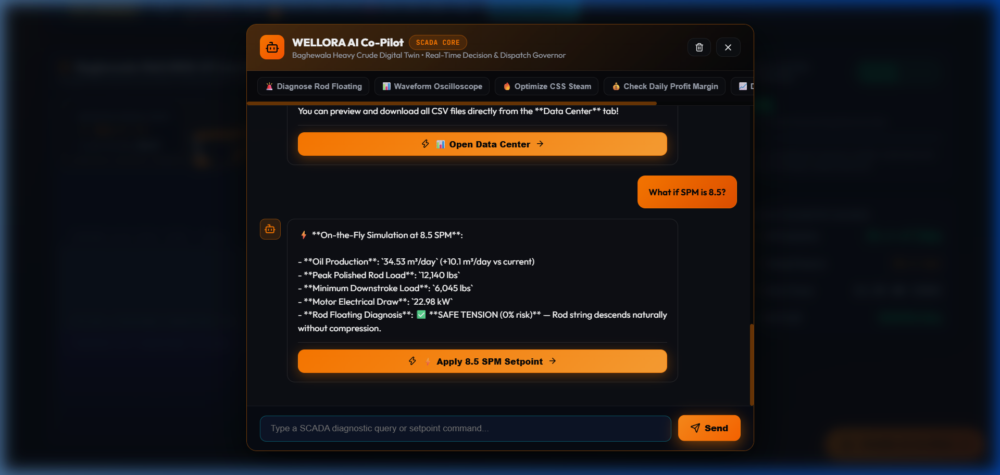 WELLORA AI Co-Pilot SCADA CORE
Baghewala Heavy Crude Digital Twin • Real-Time Decision & Dispatch Governor
🚨 Diagnose Rod Floating 📊 Waveform Oscilloscope 🔥 Optimize CSS Steam 💰 Check Daily Profit Margin 📈 D
You can preview and download all CSV files directly from the **Data Center** tab!
📊 Open Data Center →
What if SPM is 8.5?
⚡ **On-the-Fly Simulation at 8.5 SPM**:
- **Oil Production**: `34.53 m³/day` (+10.1 m³/day vs current)
- **Peak Polished Rod Load**: `12,140 lbs`
- **Minimum Downstroke Load**: `6,045 lbs`
- **Motor Electrical Draw**: `22.98 kW`
- **Rod Floating Diagnosis**: ✅ **SAFE TENSION (0% risk)** — Rod string descends naturally
without compression.
⚡ Apply 8.5 SPM Setpoint →
Type a SCADA diagnostic query or setpoint command...
Send